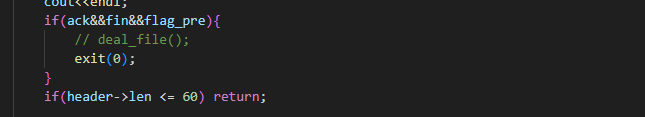 cout<<endl;
if(ack&&fin&&flag_pre){
// deal_file();
exit(0);
}
if(header->len <= 60) return;